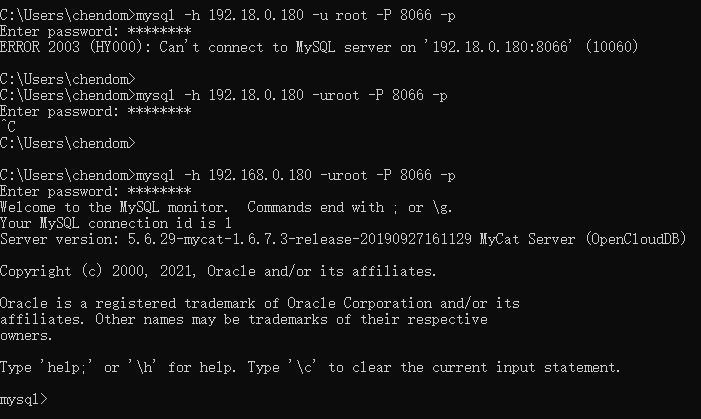 C:\Users\chendom>mysql -h 192.18.0.180 -u root -P 8066 -p
Enter password: ********
ERROR 2003 (HY000): Can't connect to MySQL server on '192.18.0.180:8066' (10060)
C:\Users\chendom>
C:\Users\chendom>mysql -h 192.18.0.180 -uroot -P 8066 -p
Enter password: ********
^C
C:\Users\chendom>
C:\Users\chendom>mysql -h 192.168.0.180 -uroot -P 8066 -p
Enter password: ********
Welcome to the MySQL monitor.  Commands end with ; or \g.
Your MySQL connection id is 1
Server version: 5.6.29-mycat-1.6.7.3-release-20190927161129 MyCat Server (OpenCloudDB)
Copyright (c) 2000, 2021, Oracle and/or its affiliates.
Oracle is a registered trademark of Oracle Corporation and/or its
affiliates. Other names may be trademarks of their respective
owners.
Type 'help;' or '\h' for help. Type '\c' to clear the current input statement.
mysql>